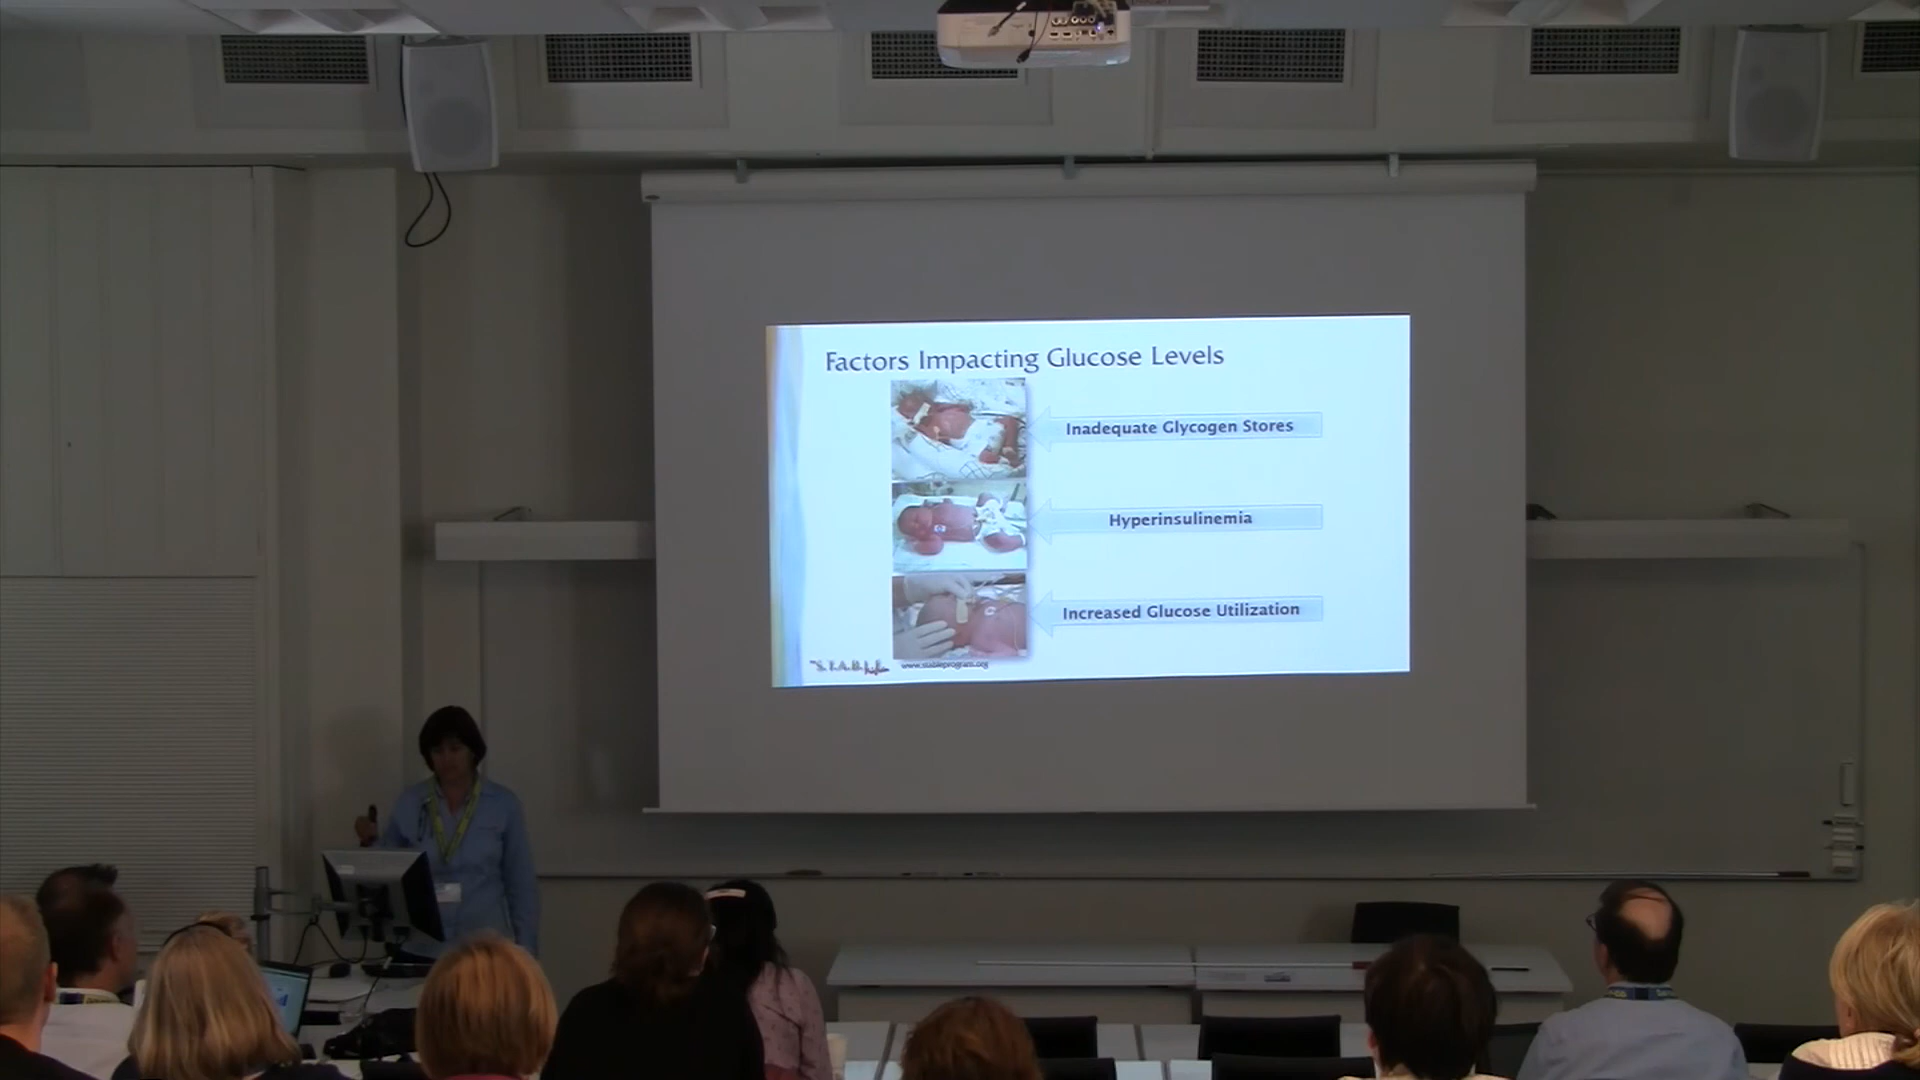 Factors Impacting Glucose Levels
Inadequate Glycogen Stores
Hyperinsulinemia
Increased Glucose Utilization
S.T.A.B.L.E.
www.stableprogram.org